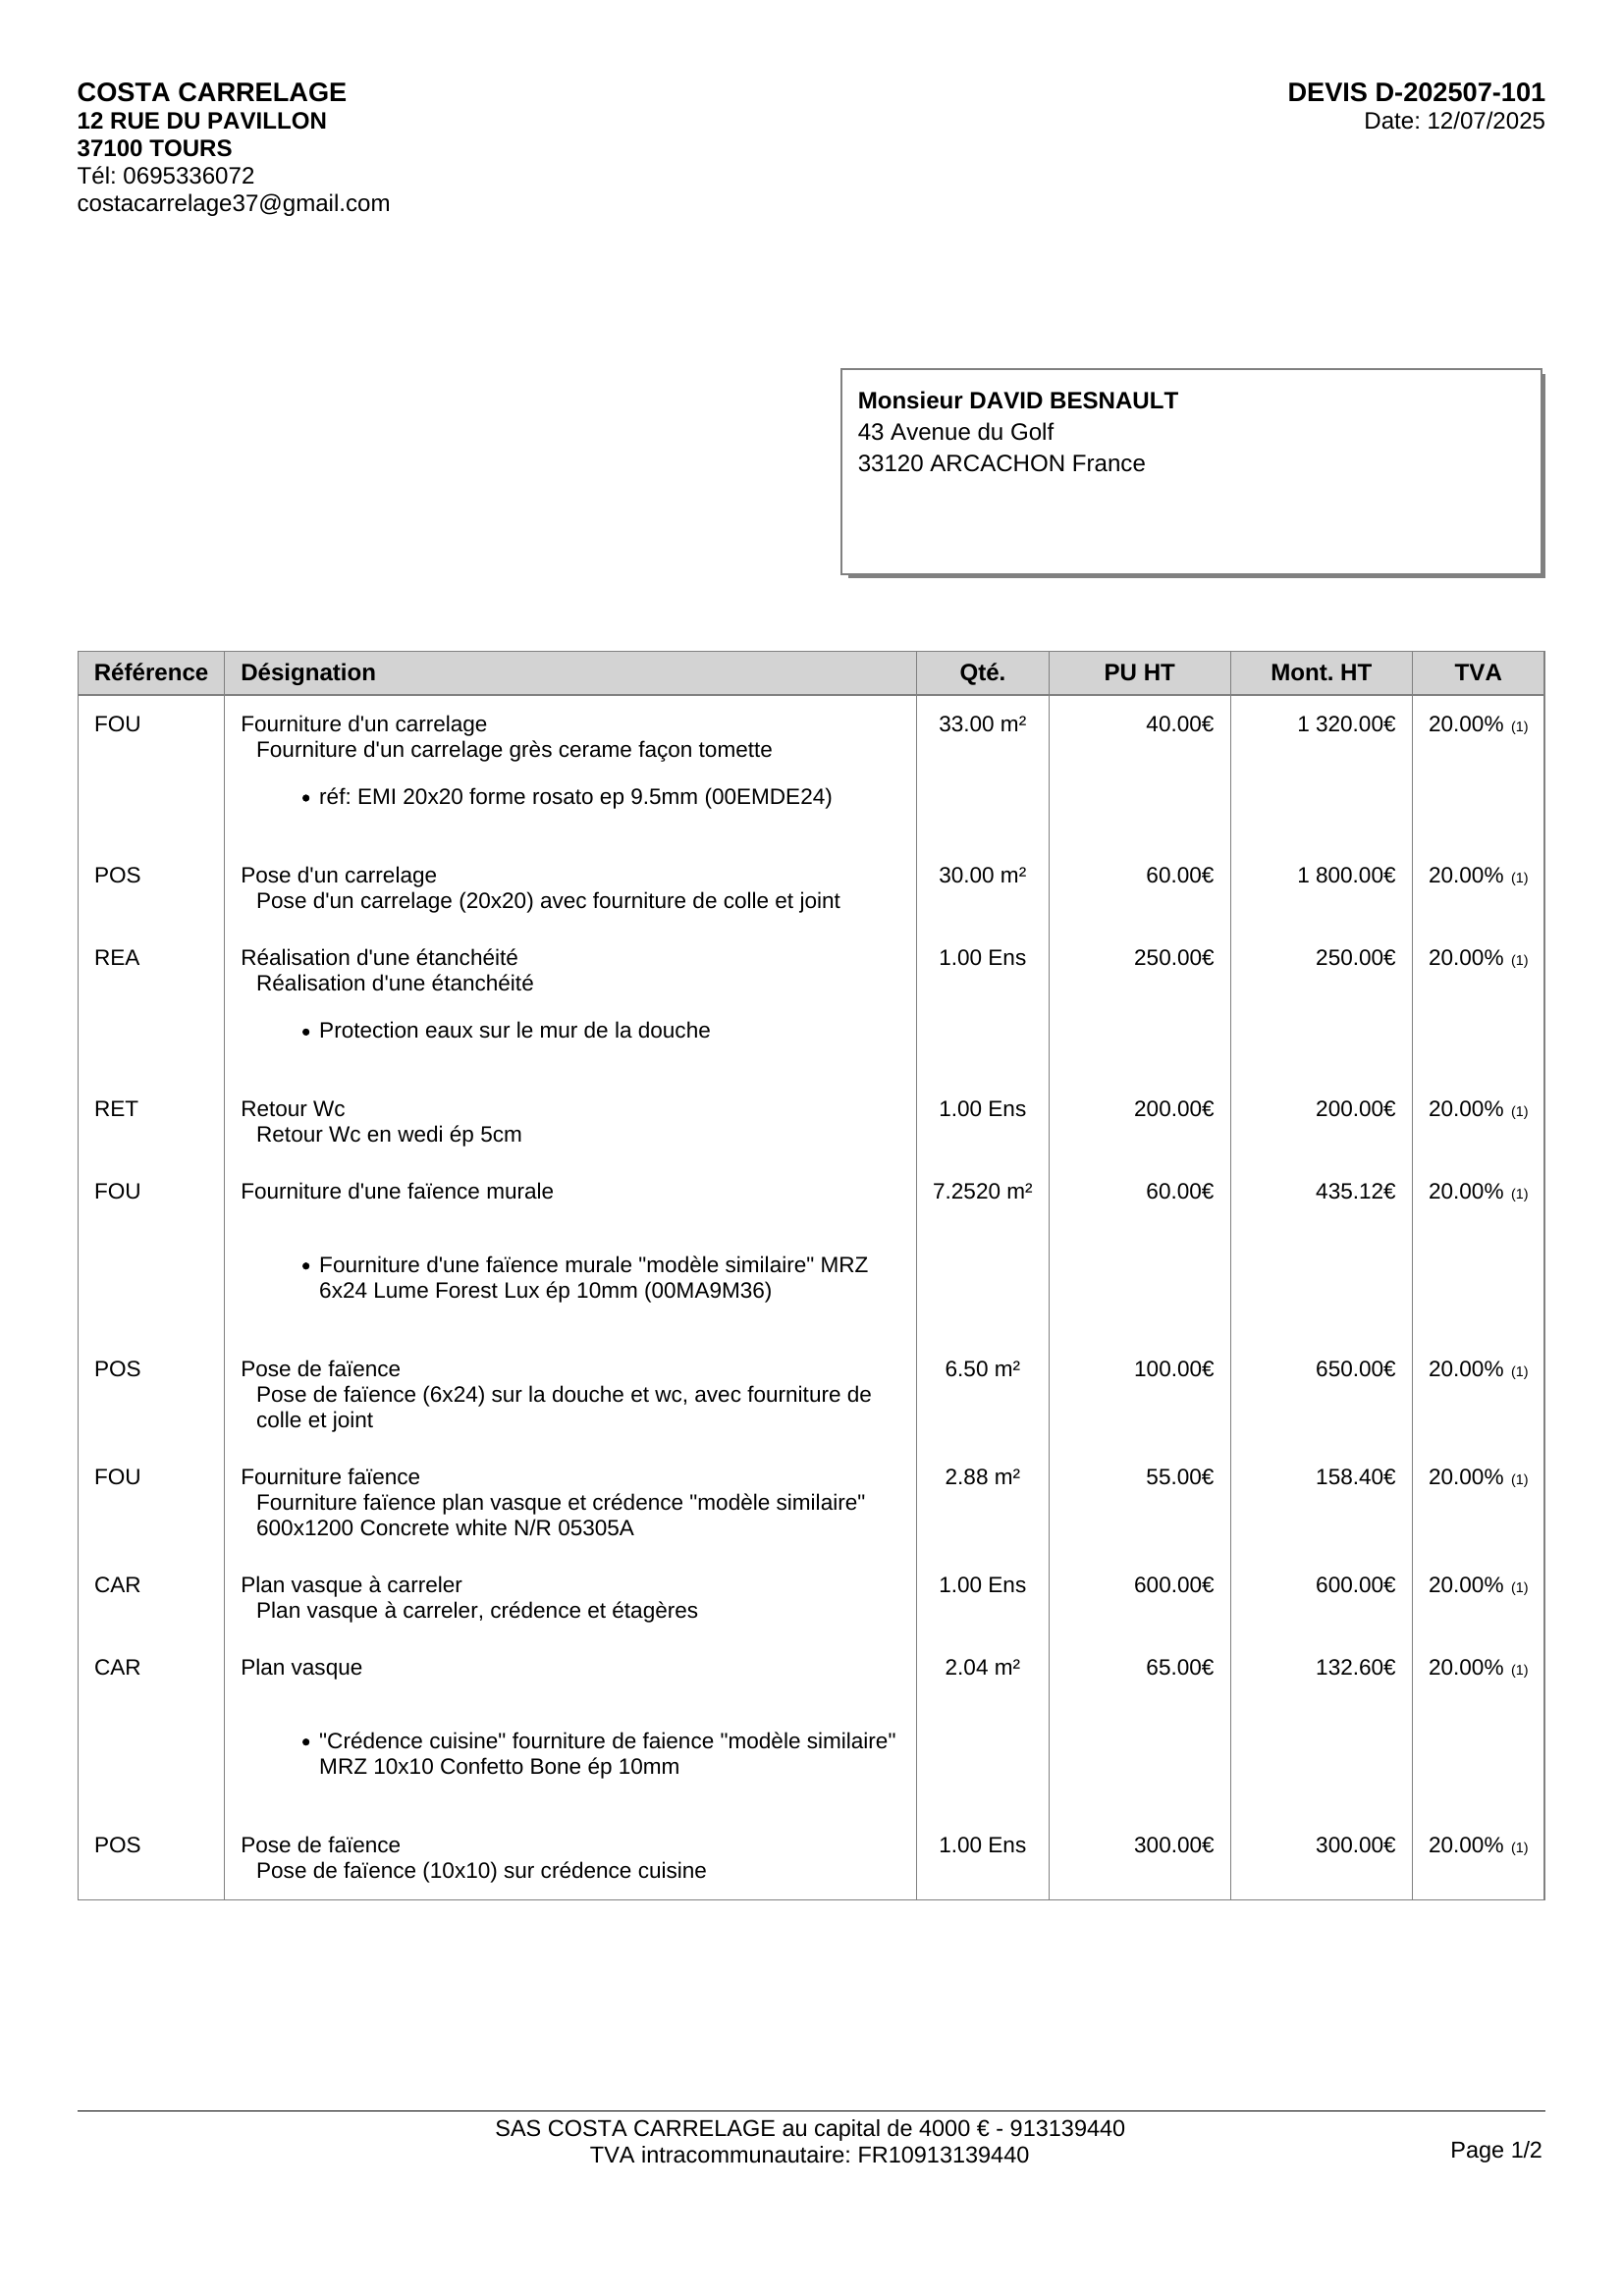 COSTA CARRELAGE
12 RUE DU PAVILLON
37100 TOURS
Tél: 0695336072
costacarrelage37@gmail.com
DEVIS D-202507-101
Date: 12/07/2025
Monsieur DAVID BESNAULT
43 Avenue du Golf
33120 ARCACHON France
Référence Désignation Qté. PU HT Mont. HT TVA
FOU Fourniture d'un carrelage 33.00 m² 40.00€ 1 320.00€ 20.00% (1)
Fourniture d'un carrelage grès cerame façon tomette
• réf: EMI 20x20 forme rosato ep 9.5mm (00EMDE24)
POS Pose d'un carrelage 30.00 m² 60.00€ 1 800.00€ 20.00% (1)
Pose d'un carrelage (20x20) avec fourniture de colle et joint
REA Réalisation d'une étanchéité 1.00 Ens 250.00€ 250.00€ 20.00% (1)
Réalisation d'une étanchéité
• Protection eaux sur le mur de la douche
RET Retour Wc 1.00 Ens 200.00€ 200.00€ 20.00% (1)
Retour Wc en wedi ép 5cm
FOU Fourniture d'une faïence murale 7.2520 m² 60.00€ 435.12€ 20.00% (1)
• Fourniture d'une faïence murale "modèle similaire" MRZ
6x24 Lume Forest Lux ép 10mm (00MA9M36)
POS Pose de faïence 6.50 m² 100.00€ 650.00€ 20.00% (1)
Pose de faïence (6x24) sur la douche et wc, avec fourniture de
colle et joint
FOU Fourniture faïence 2.88 m² 55.00€ 158.40€ 20.00% (1)
Fourniture faïence plan vasque et crédence "modèle similaire"
600x1200 Concrete white N/R 05305A
CAR Plan vasque à carreler 1.00 Ens 600.00€ 600.00€ 20.00% (1)
Plan vasque à carreler, crédence et étagères
CAR Plan vasque 2.04 m² 65.00€ 132.60€ 20.00% (1)
• "Crédence cuisine" fourniture de faience "modèle similaire"
MRZ 10x10 Confetto Bone ép 10mm
POS Pose de faïence 1.00 Ens 300.00€ 300.00€ 20.00% (1)
Pose de faïence (10x10) sur crédence cuisine
SAS COSTA CARRELAGE au capital de 4000 € - 913139440
TVA intracommunautaire: FR10913139440
Page 1/2